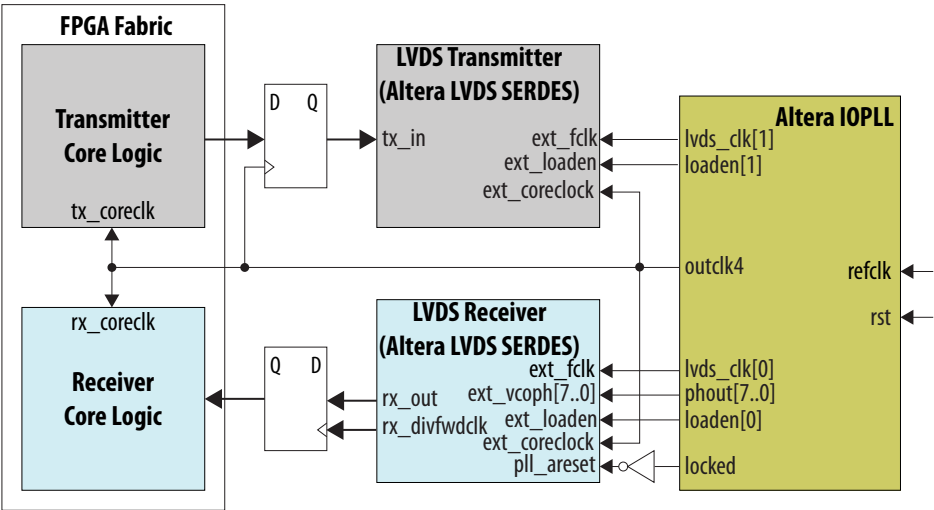 FPGA Fabric
Transmitter
Core Logic
tx_coreclk
D Q
LVDS Transmitter
(Altera LVDS SERDES)
tx_in
ext_fclk
ext_loaden
ext_coreclock
Altera IOPLL
lvds_clk[1]
loaden[1]
outclk4
refclk
rst
lvds_clk[0]
phout[7..0]
loaden[0]
locked
rx_coreclk
Receiver
Core Logic
Q D
LVDS Receiver
(Altera LVDS SERDES)
ext_fclk
rx_out
ext_vcoph[7..0]
rx_divfwdclk
ext_loaden
ext_coreclock
pll_areset